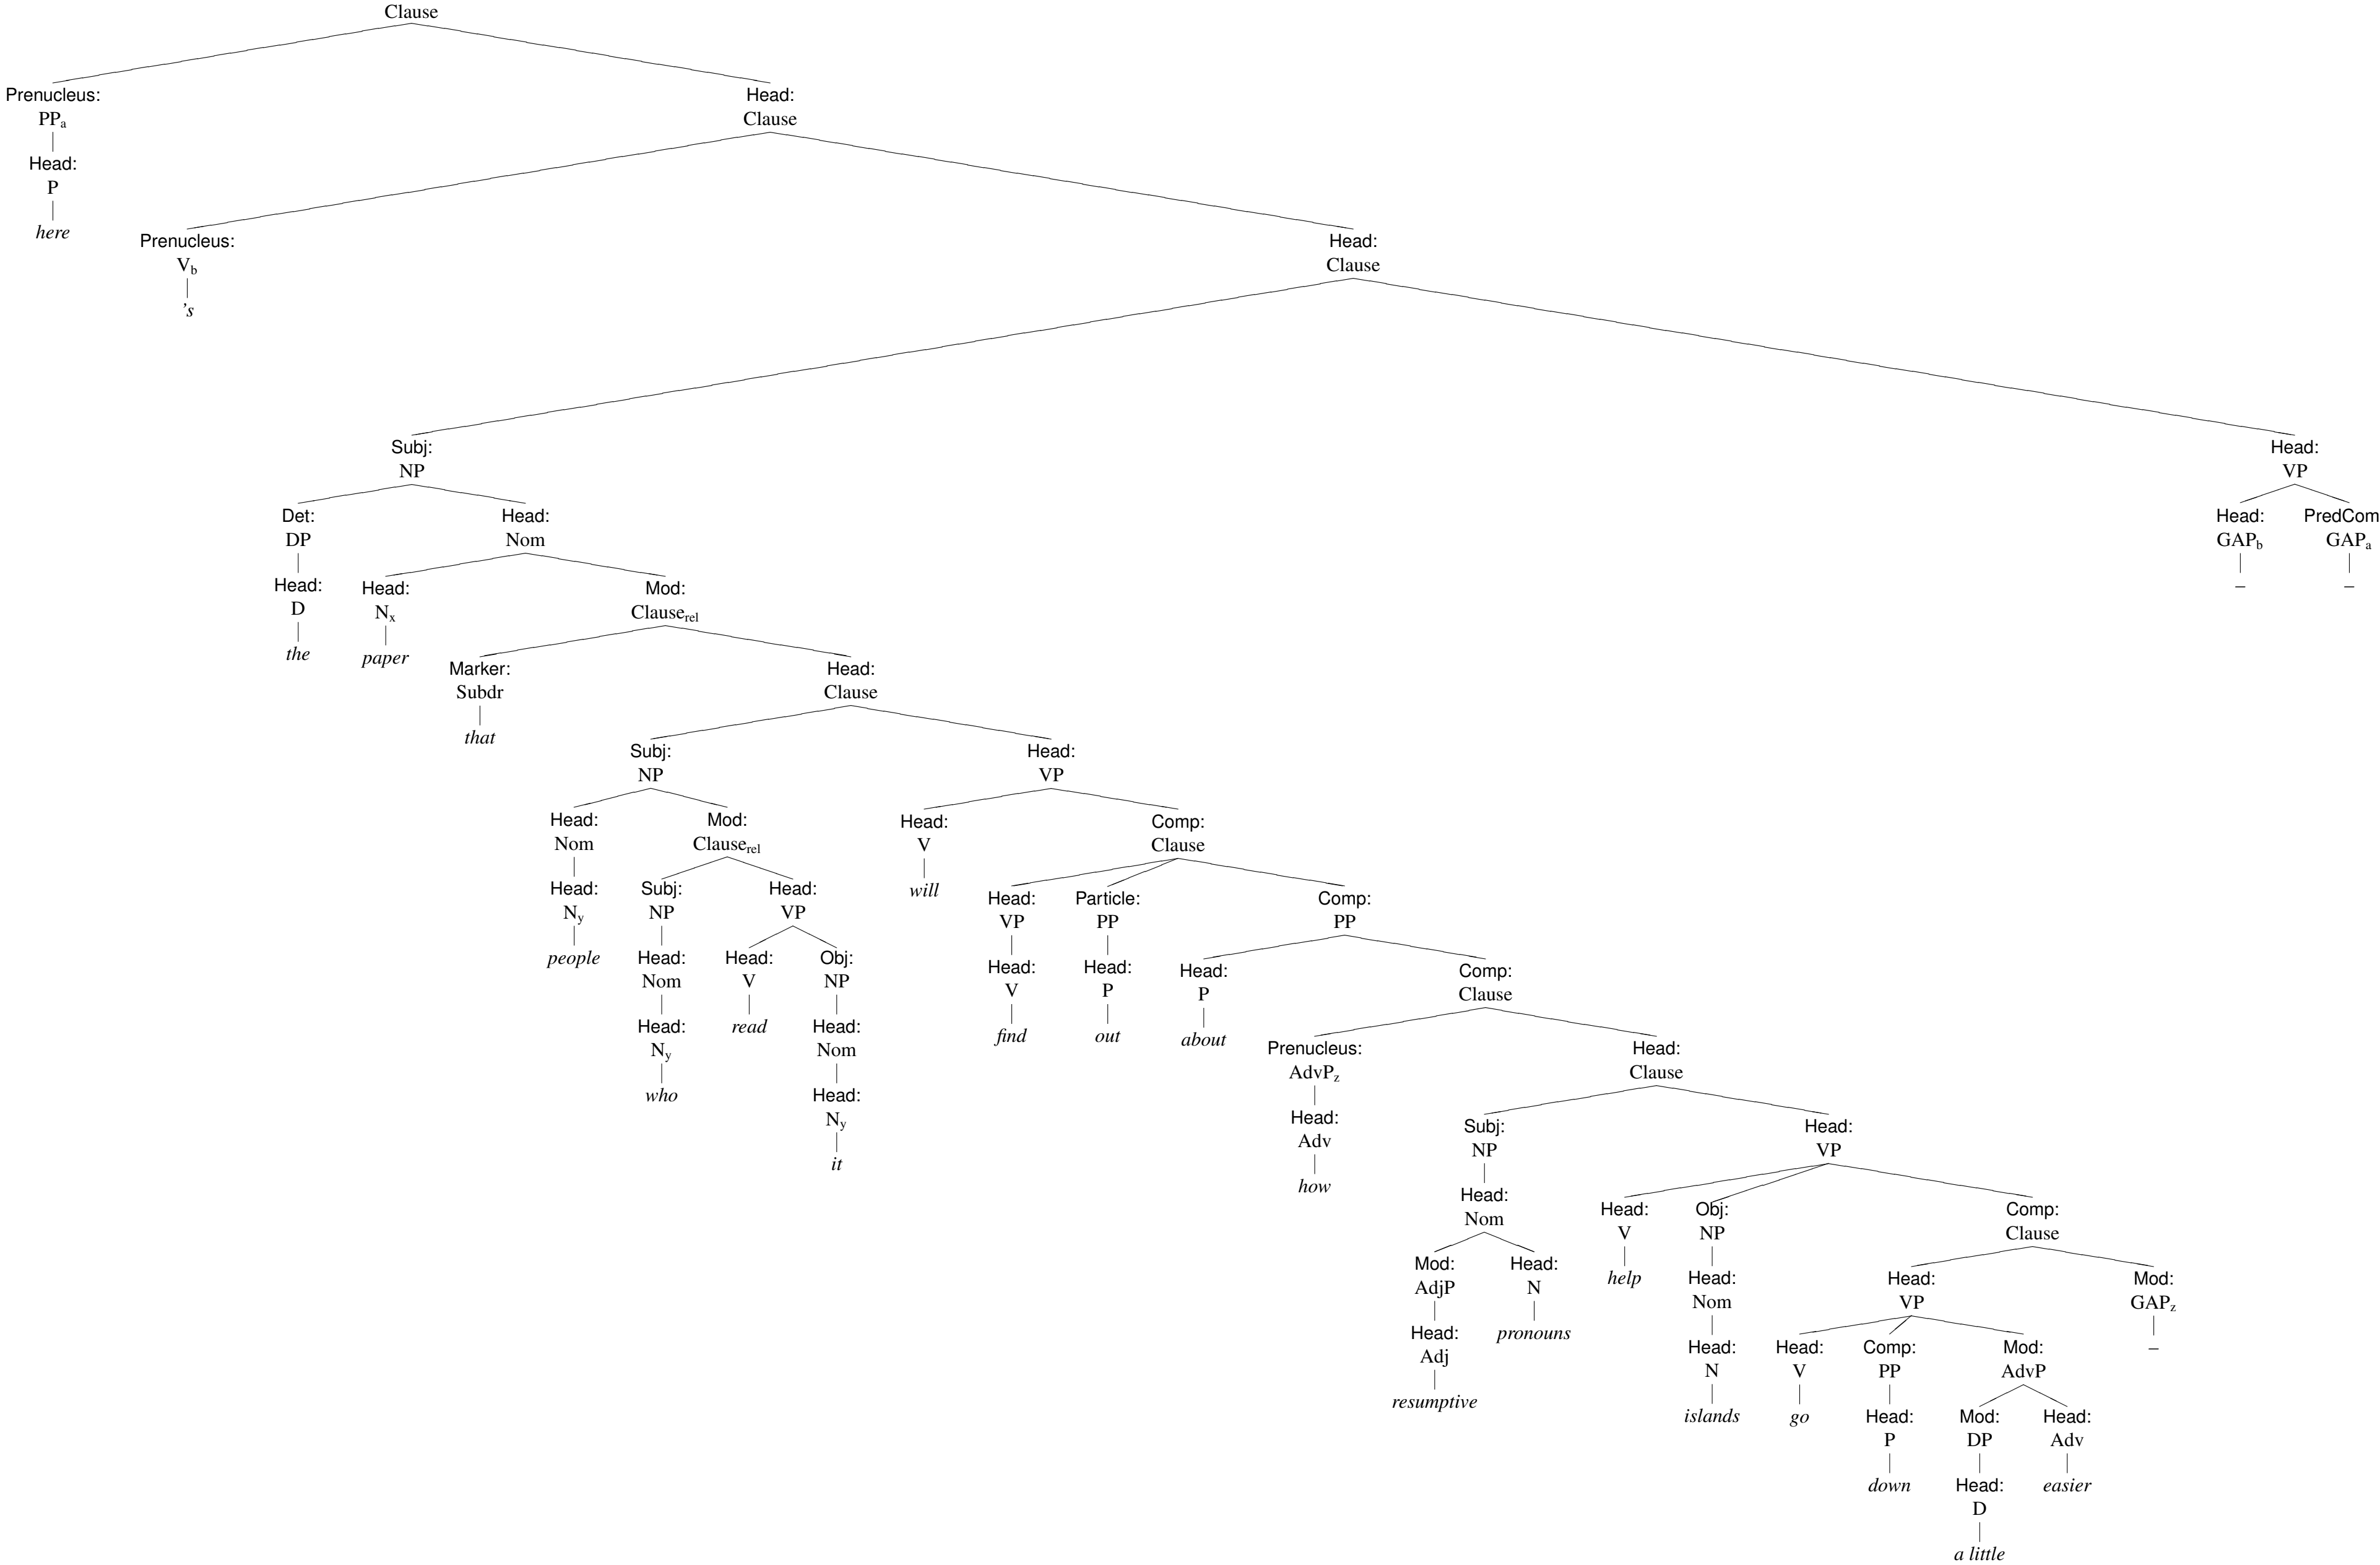 Clause
Prenucleus:
PPa
Head:
P
here
Head:
Clause
Prenucleus:
Vb
's
Head:
Clause
Subj:
NP
Det:
DP
Head:
D
the
Head:
Nom
Head:
Nx
paper
Mod:
Clauserel
Marker:
Subdr
that
Head:
Clause
Subj:
NP
Head:
Nom
Head:
Ny
people
Mod:
Clauserel
Subj:
NP
Head:
Nom
Head:
Ny
who
Head:
VP
Head:
V
read
Obj:
NP
Head:
Nom
Head:
Ny
it
Head:
VP
Head:
V
will
Comp:
Clause
Head:
VP
Head:
V
find
Particle:
PP
Head:
P
out
Comp:
PP
Head:
P
about
Comp:
Clause
Prenucleus:
AdvPz
Head:
Adv
how
Head:
Clause
Subj:
NP
Head:
Nom
Mod:
AdjP
Head:
Adj
resumptive
Head:
N
pronouns
Head:
VP
Head:
V
help
Obj:
NP
Head:
Nom
Head:
N
islands
Comp:
Clause
Head:
VP
Head:
V
go
Comp:
PP
Head:
P
down
Mod:
AdvP
Mod:
DP
Head:
D
a little
Head:
Adv
easier
Mod:
GAPz
–
Head:
VP
Head:
GAPb
–
PredCom
GAPa
–